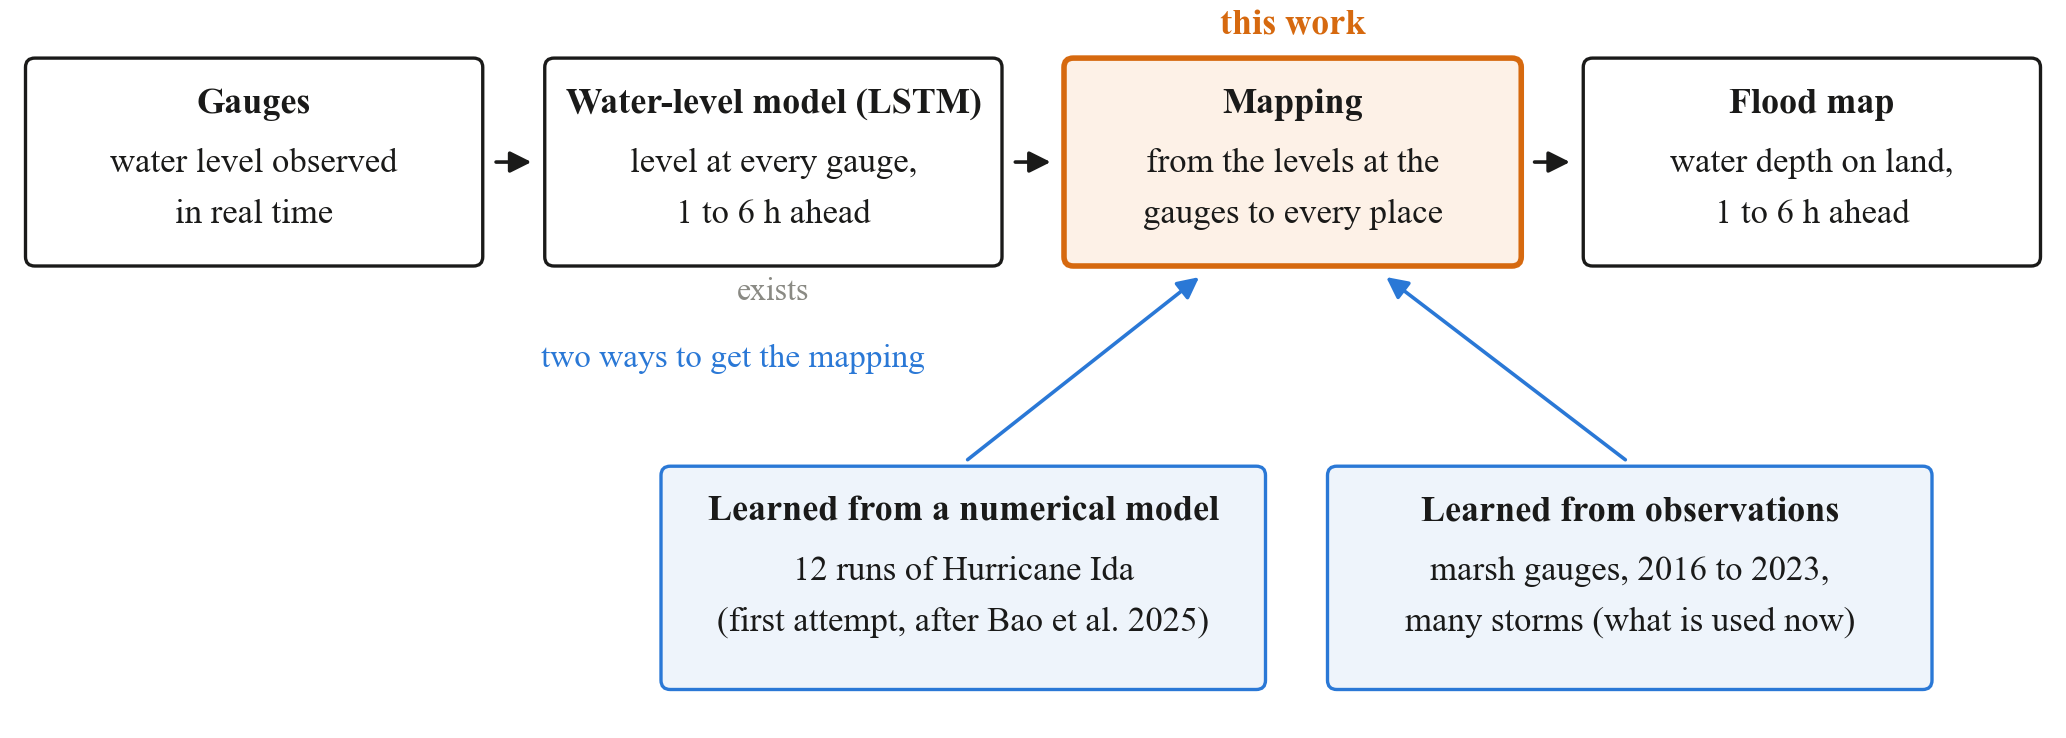 this work
Gauges
water level observed
in real time
Water-level model (LSTM)
level at every gauge,
1 to 6 h ahead
exists
Mapping
from the levels at the
gauges to every place
Flood map
water depth on land,
1 to 6 h ahead
two ways to get the mapping
Learned from a numerical model
12 runs of Hurricane Ida
(first attempt, after Bao et al. 2025)
Learned from observations
marsh gauges, 2016 to 2023,
many storms (what is used now)